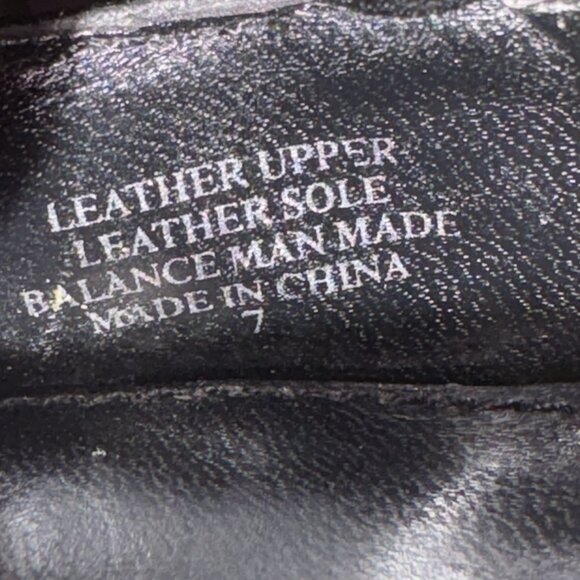 LEATHER UPPER
LEATHER SOLE
BALANCE MAN MADE
MADE IN CHINA
7